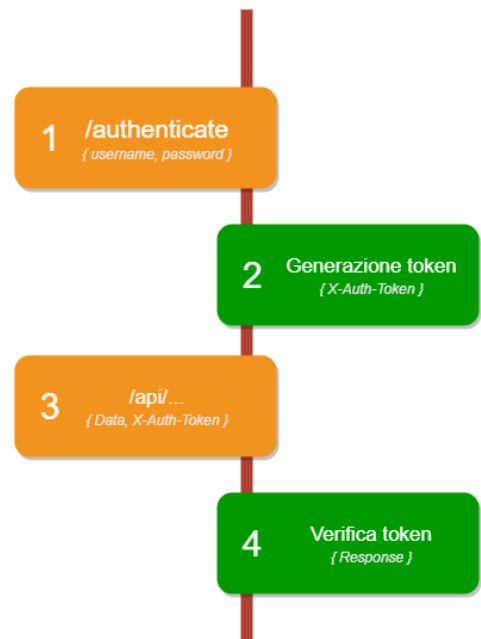 1
/authenticate
{ username, password }
2
Generazione token
{ X-Auth-Token }
3
/api/...
{ Data, X-Auth-Token }
4
Verifica token
{ Response }